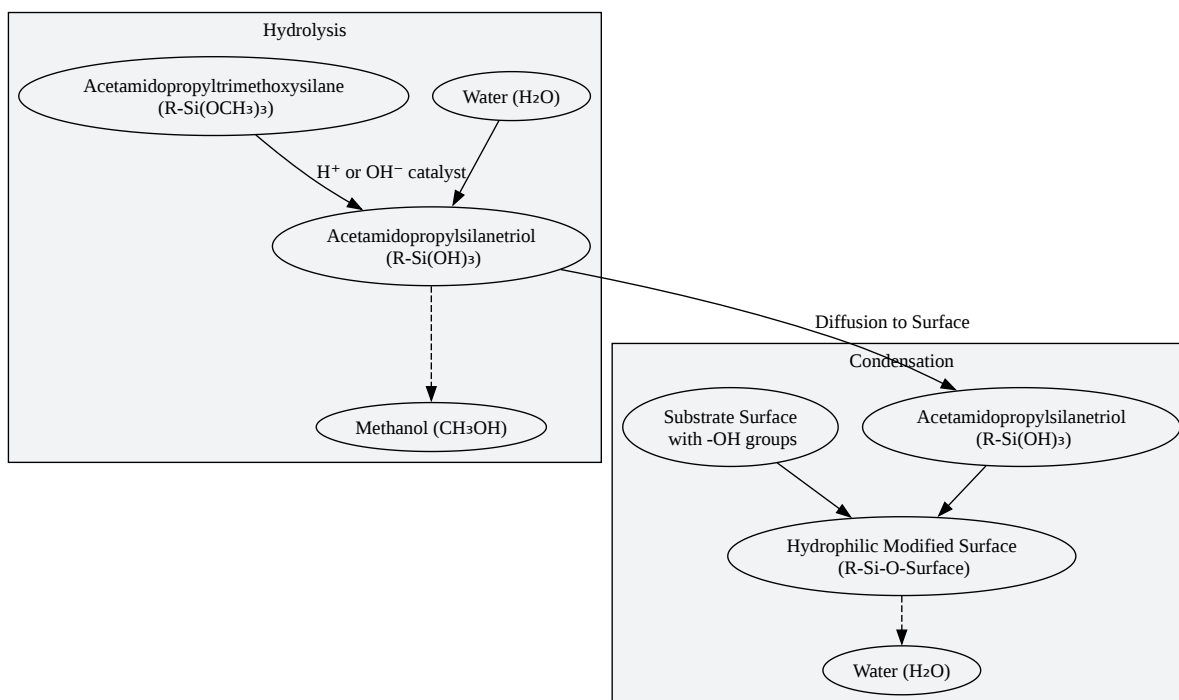 Hydrolysis
Acetamidopropyltrimethoxysilane
(R-Si(OCH₃)₃)
Water (H₂O)
H⁺ or OH⁻ catalyst
Acetamidopropylsilanetriol
(R-Si(OH)₃)
Methanol (CH₃OH)
Diffusion to Surface
Condensation
Substrate Surface
with -OH groups
Acetamidopropylsilanetriol
(R-Si(OH)₃)
Hydrophilic Modified Surface
(R-Si-O-Surface)
Water (H₂O)